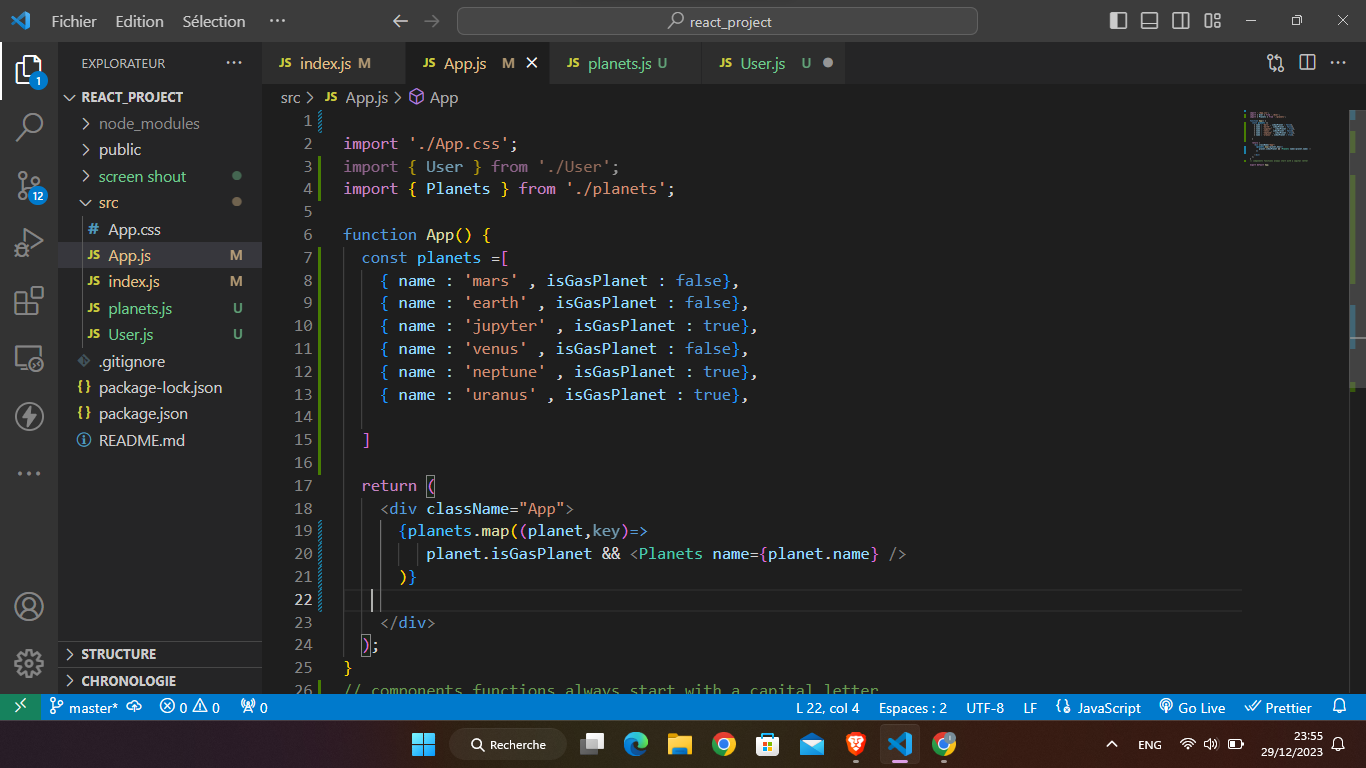 Fichier Edition Sélection ··· react_project
EXPLORATEUR ···
REACT_PROJECT
node_modules
public
screen shout
src
# App.css
JS App.js M
JS index.js M
JS planets.js U
JS User.js U
.gitignore
{} package-lock.json
{} package.json
README.md
STRUCTURE
CHRONOLOGIE
1
12
JS index.js M JS App.js M JS planets.js U JS User.js U
src > JS App.js > App
1
2 import './App.css';
3 import { User } from './User';
4 import { Planets } from './planets';
5
6 function App() {
7 const planets =[
8 { name : 'mars' , isGasPlanet : false},
9 { name : 'earth' , isGasPlanet : false},
10 { name : 'jupyter' , isGasPlanet : true},
11 { name : 'venus' , isGasPlanet : false},
12 { name : 'neptune' , isGasPlanet : true},
13 { name : 'uranus' , isGasPlanet : true},
14
15 ]
16
17 return (
18 <div className="App">
19 {planets.map((planet,key)=>
20 planet.isGasPlanet && <Planets name={planet.name} />
21 )}
22
23 </div>
24 );
25 }
26 // components functions always start with a capital letter
master* 0 0 0 L 22, col 4 Espaces : 2 UTF-8 LF {} JavaScript Go Live Prettier
Recherche ENG 23:55
29/12/2023